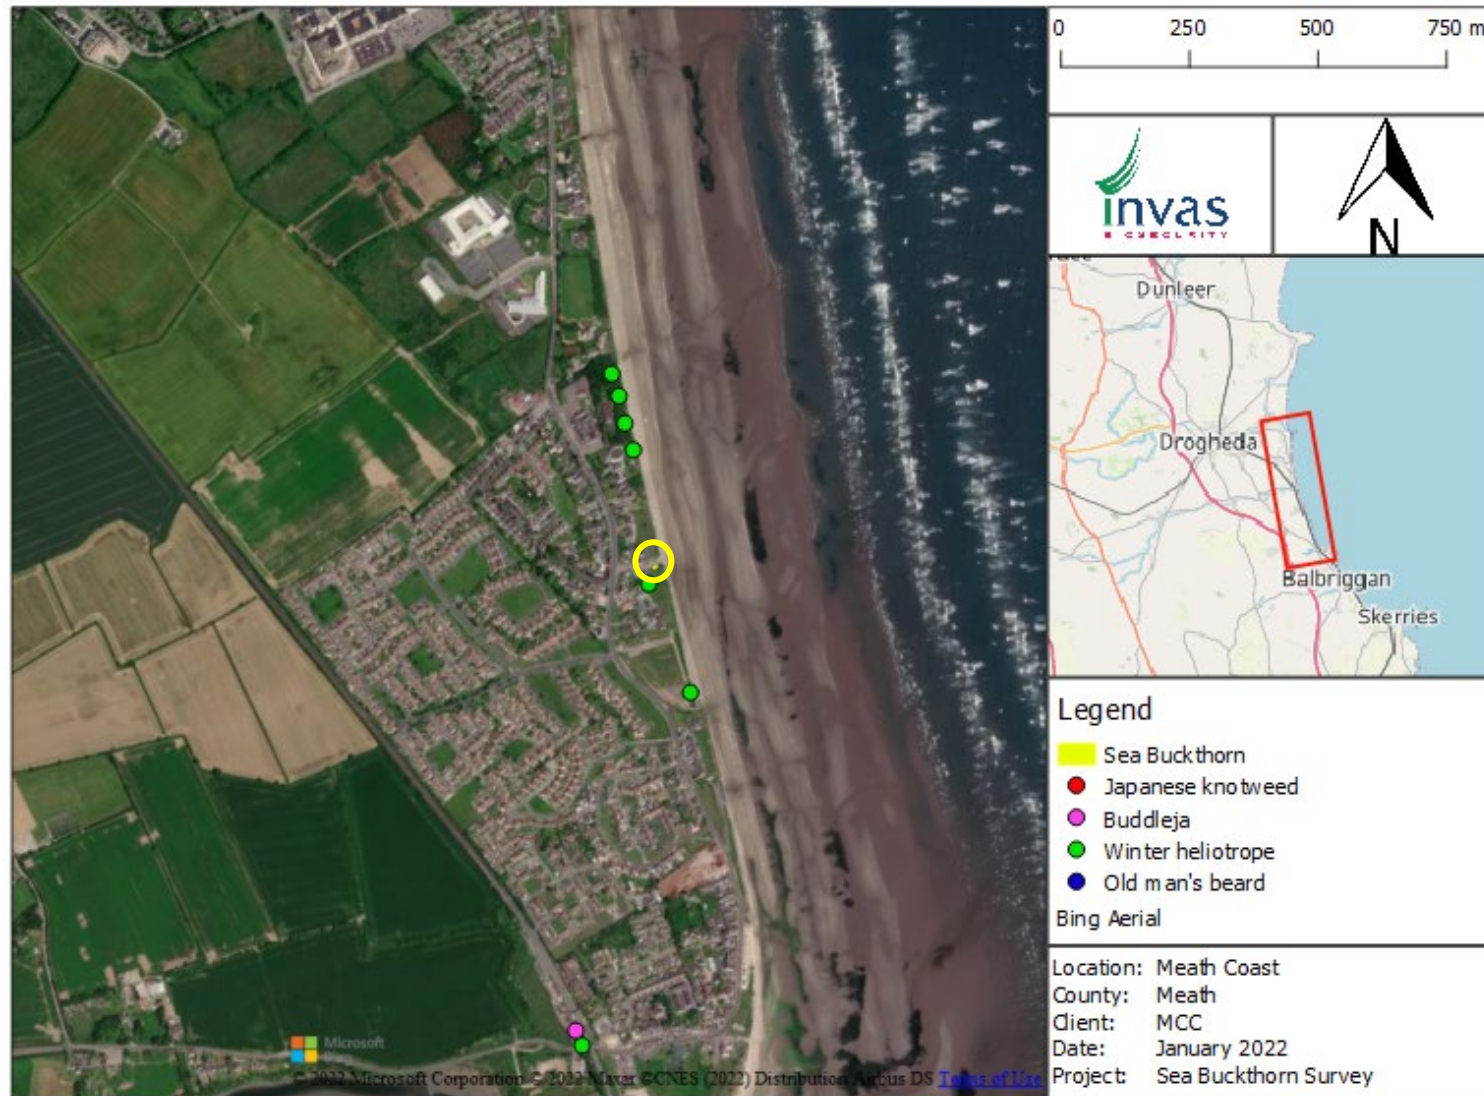 0 250 500 750 m
invas
BIOSECURITY
N
Dunleer
Drogheda
Balbriggan
Skerries
Legend
Sea Buckthorn
Japanese knotweed
Buddleja
Winter heliotrope
Old man's beard
Bing Aerial
Location: Meath Coast
County: Meath
Client: MCC
Date: January 2022
Project: Sea Buckthorn Survey
Microsoft
Bing
© 2022 Microsoft Corporation © 2022 Maxar ©CNES (2022) Distribution Airbus DS Terms of Use